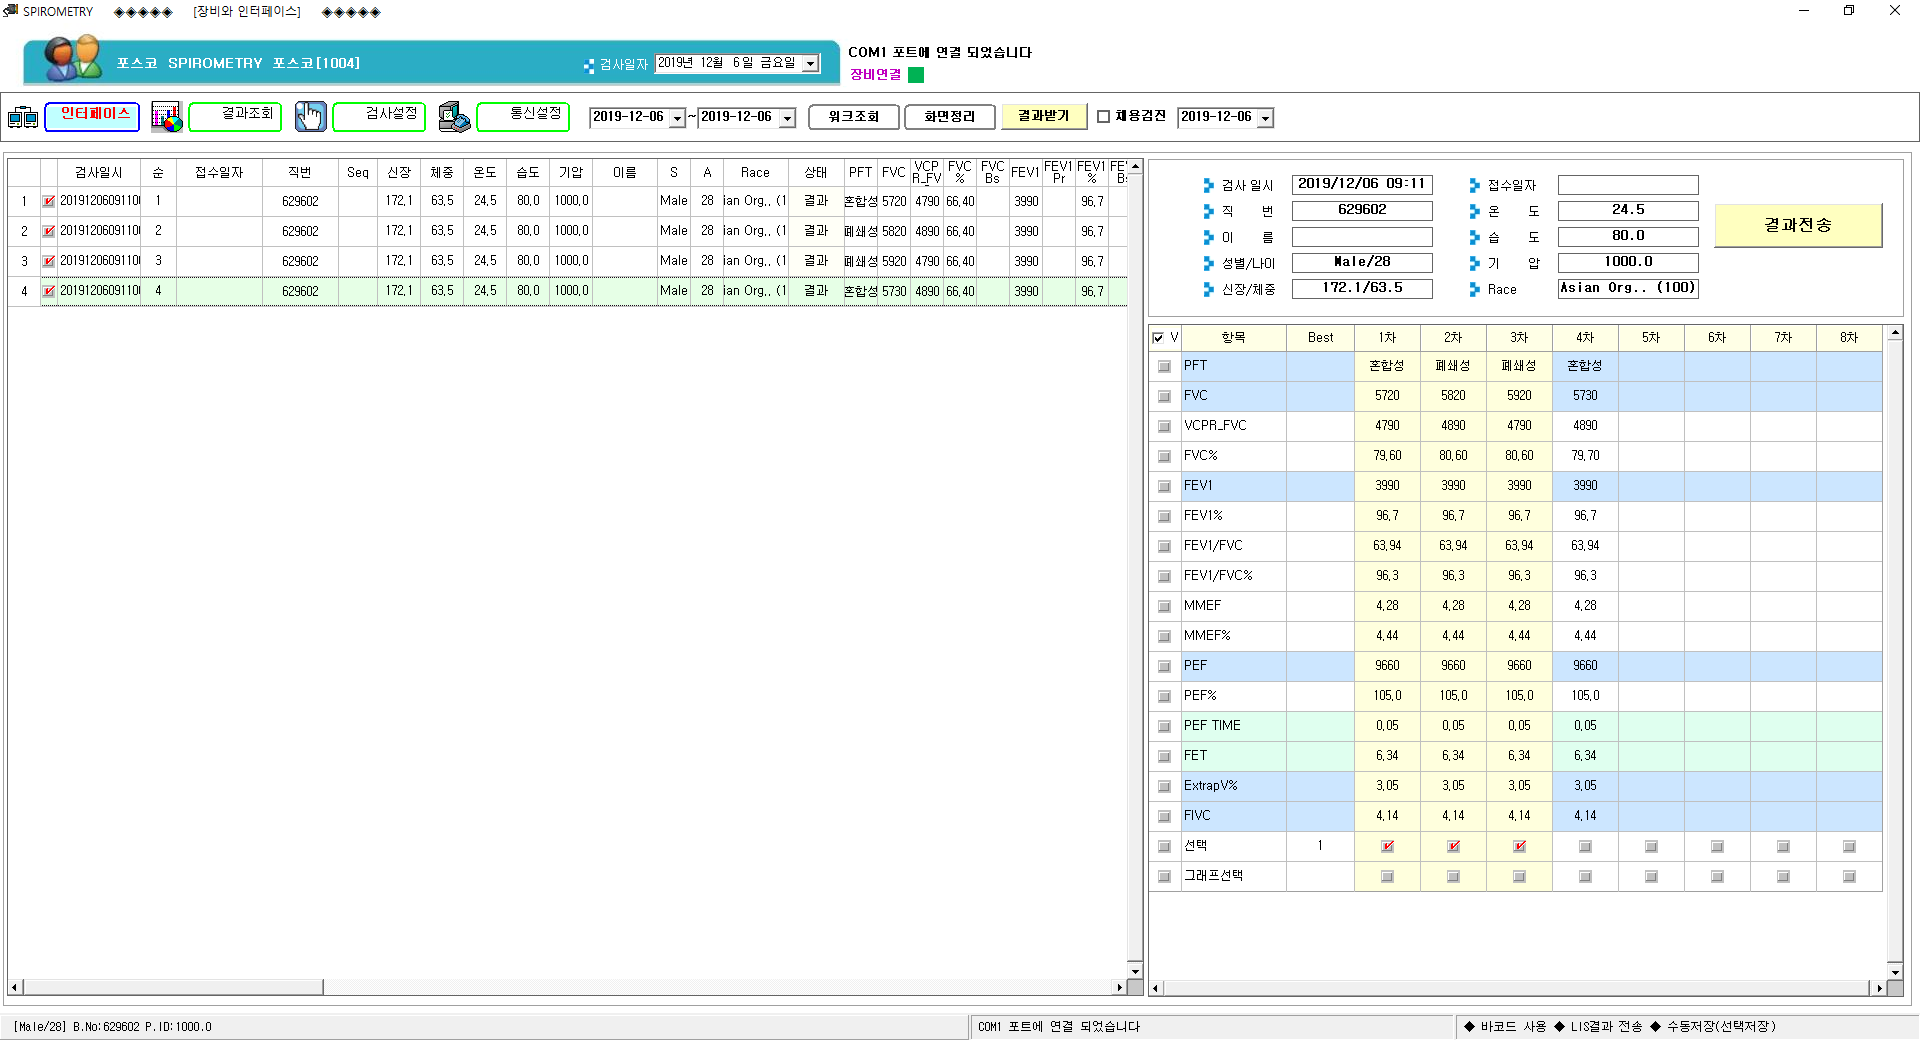 SPIROMETRY ◆◆◆◆◆ [장비와 인터페이스] ◆◆◆◆◆
포스코 SPIROMETRY 포스코[1004]
검사일자 2019년 12월 6일 금요일
COM1 포트에 연결 되었습니다
장비연결
인터페이스 결과조회 검사설정 통신설정 2019-12-06 ~ 2019-12-06 워크조회 화면정리 결과받기 채용검진 2019-12-06
검사일시 순 접수일자 직번 Seq 신장 체중 온도 습도 기압 이름 S A Race 상태 PFT FVC VCPR_FV FVC % FVC Bs FEV1 FEV1 Pr FEV1 % FE' B
1 20191206091100 1 629602 172,1 63,5 24,5 80,0 1000,0 Male 28 ian Org,, (1 결과 혼합성 5720 4790 66,40 3990 96,7
2 2019120609110 2 629602 172,1 63,5 24,5 80,0 1000,0 Male 28 ian Org,, (1 결과 폐쇄성 5820 4890 66,40 3990 96,7
3 2019120609110 3 629602 172,1 63,5 24,5 80,0 1000,0 Male 28 ian Org,, (1 결과 폐쇄성 5920 4790 66,40 3990 96,7
4 2019120609110 4 629602 172,1 63,5 24,5 80,0 1000,0 Male 28 ian Org,, (1 결과 혼합성 5730 4890 66,40 3990 96,7
검사 일시 2019/12/06 09:11 접수일자
직 번 629602 온 도 24.5
이 름 습 도 80.0
성별/나이 Male/28 기 압 1000.0
신장/체중 172.1/63.5 Race Asian Org.. (100)
결과전송
V 항목 Best 1차 2차 3차 4차 5차 6차 7차 8차
PFT 혼합성 폐쇄성 폐쇄성 혼합성
FVC 5720 5820 5920 5730
VCPR_FVC 4790 4890 4790 4890
FVC% 79,60 80,60 80,60 79,70
FEV1 3990 3990 3990 3990
FEV1% 96,7 96,7 96,7 96,7
FEV1/FVC 63,94 63,94 63,94 63,94
FEV1/FVC% 96,3 96,3 96,3 96,3
MMEF 4,28 4,28 4,28 4,28
MMEF% 4,44 4,44 4,44 4,44
PEF 9660 9660 9660 9660
PEF% 105,0 105,0 105,0 105,0
PEF TIME 0,05 0,05 0,05 0,05
FET 6,34 6,34 6,34 6,34
ExtrapV% 3,05 3,05 3,05 3,05
FIVC 4,14 4,14 4,14 4,14
선택 1
그래프선택
[Male/28] B.No:629602 P.ID:1000.0
COM1 포트에 연결 되었습니다
◆ 바코드 사용 ◆ LIS결과 전송 ◆ 수동저장(선택저장)